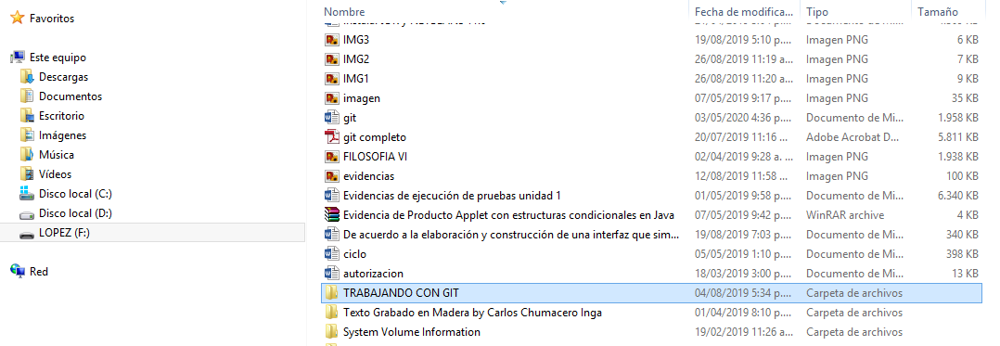 Favoritos
Este equipo
Descargas
Documentos
Escritorio
Imágenes
Música
Vídeos
Disco local (C:)
Disco local (D:)
LOPEZ (F:)
Red
Nombre Fecha de modifica... Tipo Tamaño
IMG3 19/08/2019 5:10 p.... Imagen PNG 6 KB
IMG2 26/08/2019 11:19 a... Imagen PNG 7 KB
IMG1 26/08/2019 11:20 a... Imagen PNG 9 KB
imagen 07/05/2019 9:17 p.... Imagen PNG 35 KB
git 03/05/2020 4:36 p.... Documento de Mi... 1.958 KB
git completo 20/07/2019 11:16 ... Adobe Acrobat D... 5.811 KB
FILOSOFIA VI 02/04/2019 9:28 a. ... Imagen PNG 1.938 KB
evidencias 12/08/2019 11:58 ... Imagen PNG 100 KB
Evidencias de ejecución de pruebas unidad 1 01/05/2019 9:58 p.... Documento de Mi... 6.340 KB
Evidencia de Producto Applet con estructuras condicionales en Java 07/05/2019 9:42 p.... WinRAR archive 4 KB
De acuerdo a la elaboración y construcción de una interfaz que sim... 19/08/2019 7:03 p.... Documento de Mi... 340 KB
ciclo 05/05/2019 1:10 p.... Documento de Mi... 398 KB
autorizacion 18/03/2019 3:00 p.... Documento de Mi... 13 KB
TRABAJANDO CON GIT 04/08/2019 5:34 p.... Carpeta de archivos
Texto Grabado en Madera by Carlos Chumacero Inga 01/04/2019 8:10 p.... Carpeta de archivos
System Volume Information 19/02/2019 11:26 a... Carpeta de archivos